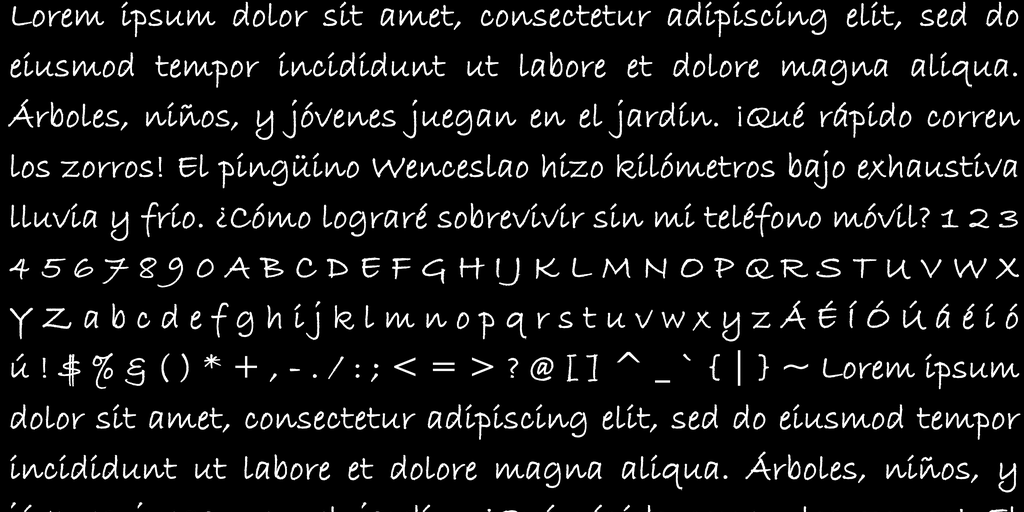 Lorem ipsum dolor sit amet, consectetur adipiscing elit, sed do
eiusmod tempor incididunt ut labore et dolore magna aliqua.
Árboles, niños, y jóvenes juegan en el jardín. ¡Qué rápido corren
los zorros! El pingüino Wenceslao hizo kilómetros bajo exhaustiva
lluvia y frío. ¿Cómo lograré sobrevivir sin mi teléfono móvil? 1 2 3
4 5 6 7 8 9 0 A B C D E F G H I J K L M N O P Q R S T U V W X
Y Z a b c d e f g h i j k l m n o p q r s t u v w x y z Á É Í Ó Ú á é í ó
ú ! $ % & ( ) * + , - . / : ; < = > ? @ [ ] ^ _ ` { | } ~ Lorem ipsum
dolor sit amet, consectetur adipiscing elit, sed do eiusmod tempor
incididunt ut labore et dolore magna aliqua. Árboles, niños, y